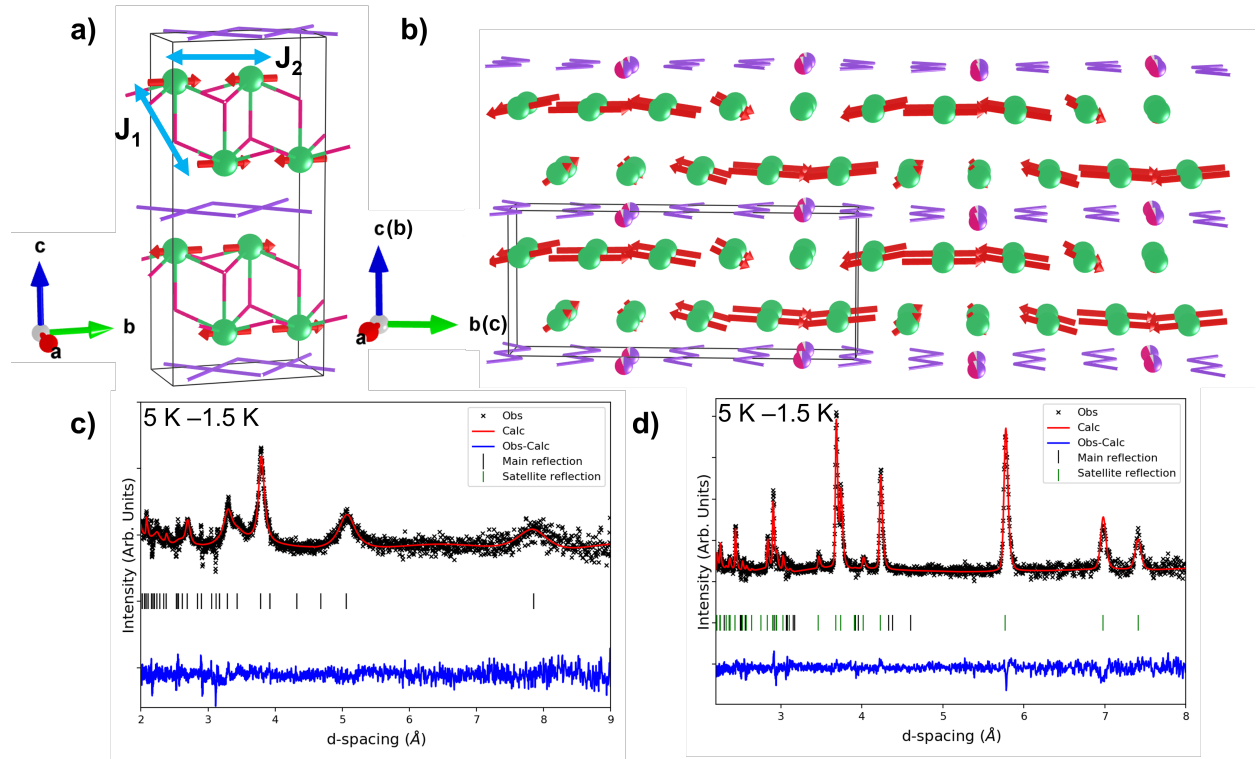 a)
J₂
J₁
c
b
a
b)
c(b)
b(c)
a
c)
5 K –1.5 K
Obs
Calc
Obs-Calc
Main reflection
Satellite reflection
Intensity (Arb. Units)
2 3 4 5 6 7 8 9
d-spacing (Å)
d)
5 K –1.5 K
Obs
Calc
Obs-Calc
Main reflection
Satellite reflection
Intensity (Arb. Units)
3 4 5 6 7 8
d-spacing (Å)